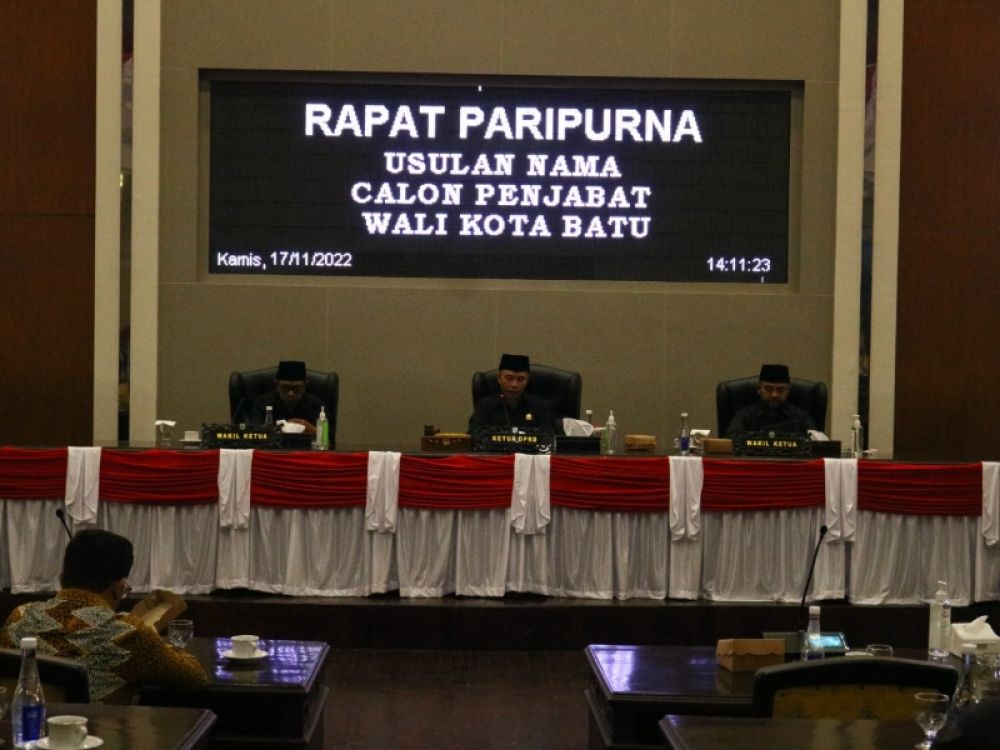 RAPAT PARIPURNA
USULAN NAMA
CALON PENJABAT
WALI KOTA BATU
Kamis, 17/11/2022 14:11:23
WAKIL KETUA KETUA DPRD WAKIL KETUA